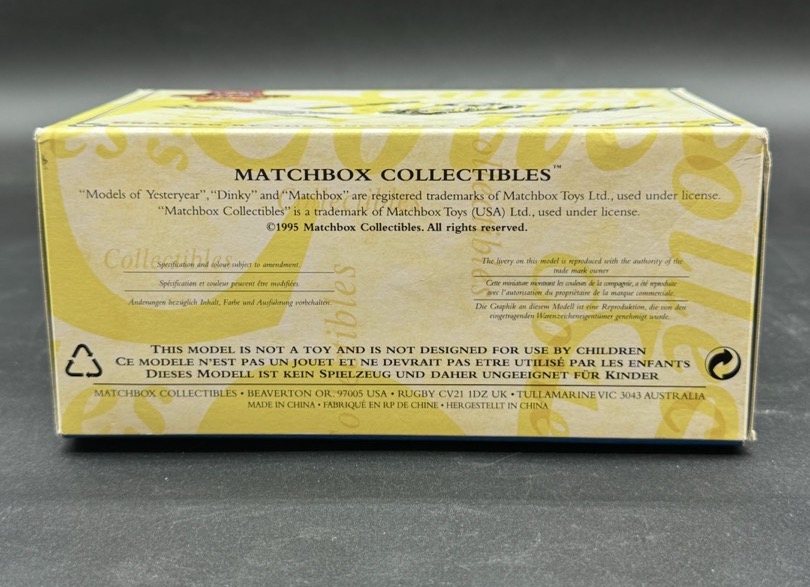 MATCHBOX COLLECTIBLES™
"Models of Yesteryear", "Dinky" and "Matchbox" are registered trademarks of Matchbox Toys Ltd., used under license.
"Matchbox Collectibles" is a trademark of Matchbox Toys (USA) Ltd., used under license.
©1995 Matchbox Collectibles. All rights reserved.
Collectibles
Specification and colour subject to amendment.
Spécification et couleur peuvent être modifiées.
Änderungen bezüglich Inhalt, Farbe und Ausführung vorbehalten.
The livery on this model is reproduced with the authority of the
trade mark owner
Cette miniature montrant les couleurs de la compagnie, a été reproduite
avec l'autorisation du propriétaire de la marque commerciale.
Die Graphik an diesem Modell ist eine Reproduktion, die von den
eingetragenden Warenzeicheneigentümer genehmigt wurde.
THIS MODEL IS NOT A TOY AND IS NOT DESIGNED FOR USE BY CHILDREN
CE MODELE N'EST PAS UN JOUET ET NE DEVRAIT PAS ETRE UTILISÉ PAR LES ENFANTS
DIESES MODELL IST KEIN SPIELZEUG UND DAHER UNGEEIGNET FÜR KINDER
MATCHBOX COLLECTIBLES • BEAVERTON OR. 97005 USA • RUGBY CV21 1DZ UK • TULLAMARINE VIC 3043 AUSTRALIA
MADE IN CHINA • FABRIQUÉ EN RP DE CHINE • HERGESTELLT IN CHINA